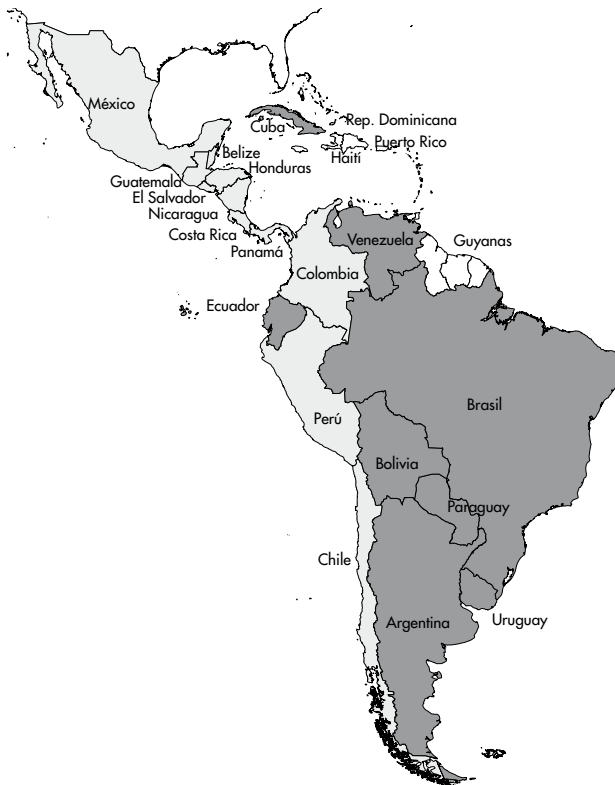 México
Cuba
Rep. Dominicana
Puerto Rico
Haití
Belize
Honduras
Guatemala
El Salvador
Nicaragua
Costa Rica
Panamá
Venezuela
Guyanas
Colombia
Ecuador
Brasil
Perú
Bolivia
Paraguay
Chile
Argentina
Uruguay